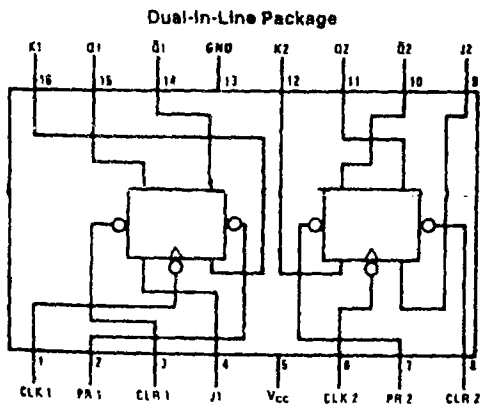 Dual-In-Line Package
K1 Q1 Q̄1 GND K2 Q2 Q̄2 J2
16 15 14 13 12 11 10 9
1 2 3 4 5 6 7 8
CLK 1 PR 1 CLR 1 J1 VCC CLK 2 PR 2 CLR 2